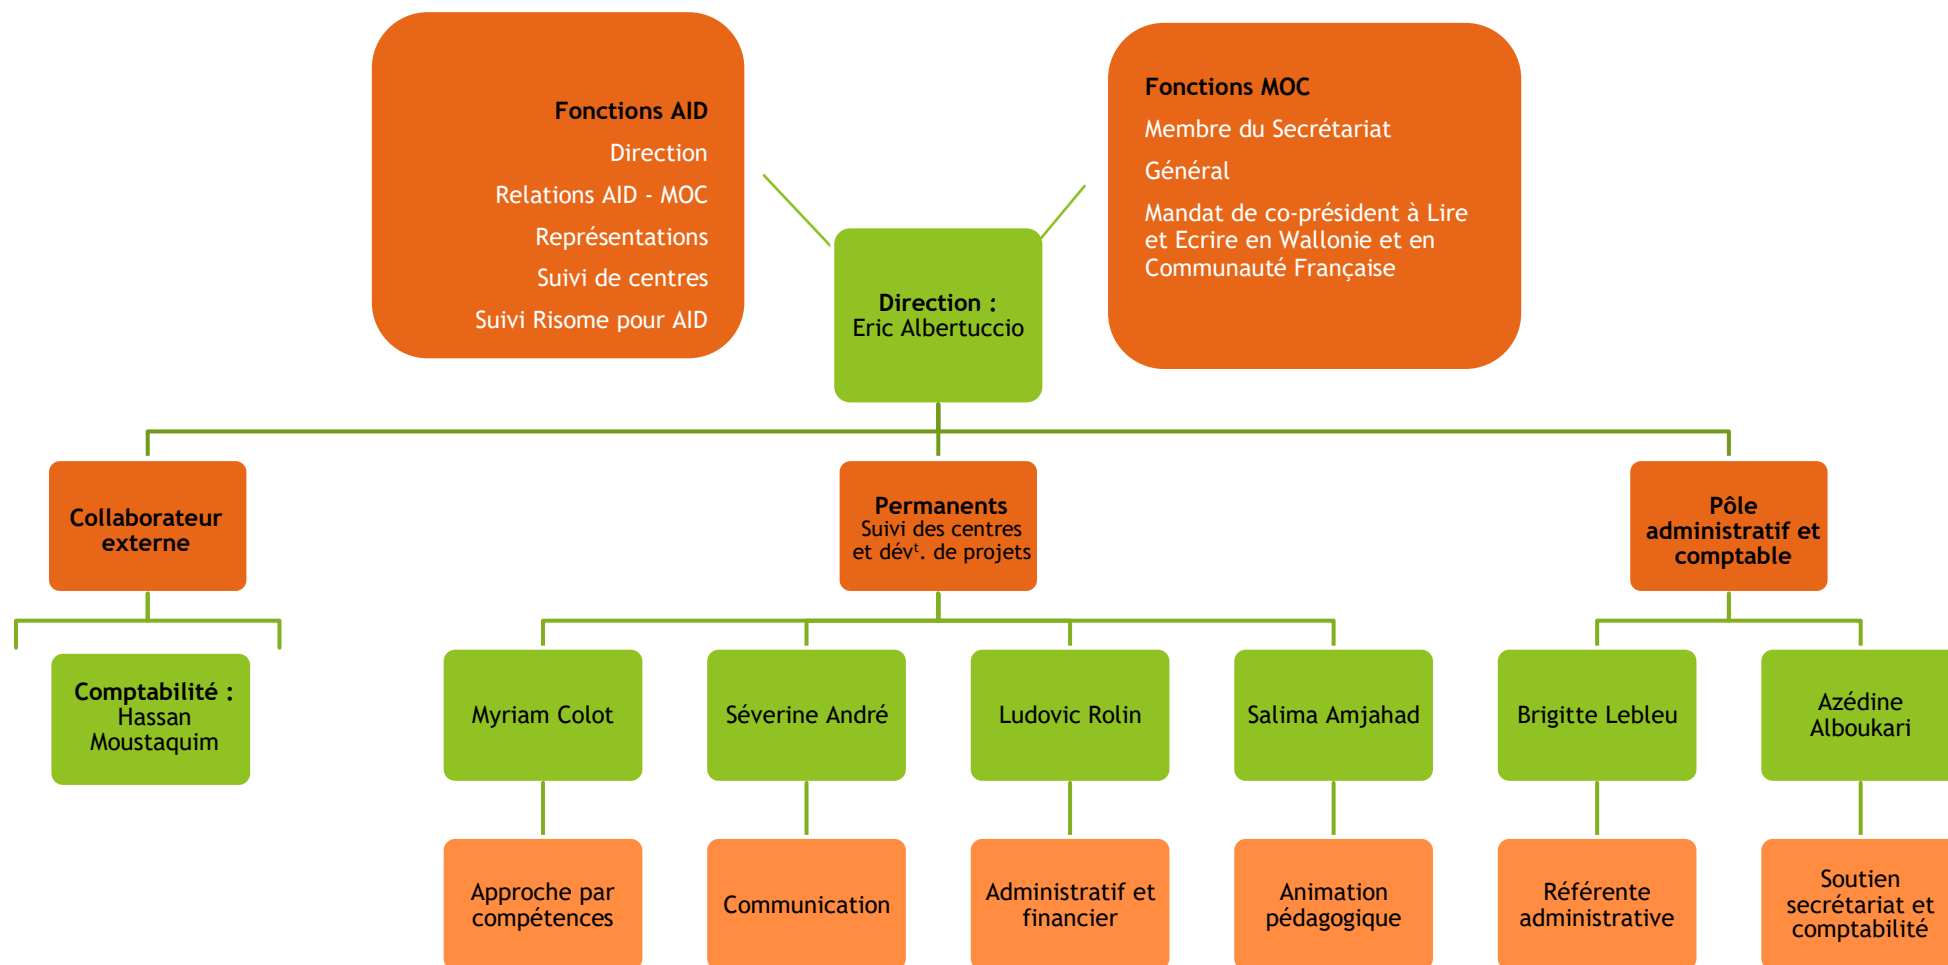 Fonctions AID
Direction
Relations AID - MOC
Représentations
Suivi de centres
Suivi Risome pour AID
Fonctions MOC
Membre du Secrétariat
Général
Mandat de co-président à Lire
et Ecrire en Wallonie et en
Communauté Française
Direction :
Eric Albertuccio
Collaborateur
externe
Permanents
Suivi des centres
et dévᵗ. de projets
Pôle
administratif et
comptable
Comptabilité :
Hassan
Moustaquim
Myriam Colot
Séverine André
Ludovic Rolin
Salima Amjahad
Brigitte Lebleu
Azédine
Alboukari
Approche par
compétences
Communication
Administratif et
financier
Animation
pédagogique
Référente
administrative
Soutien
secrétariat et
comptabilité